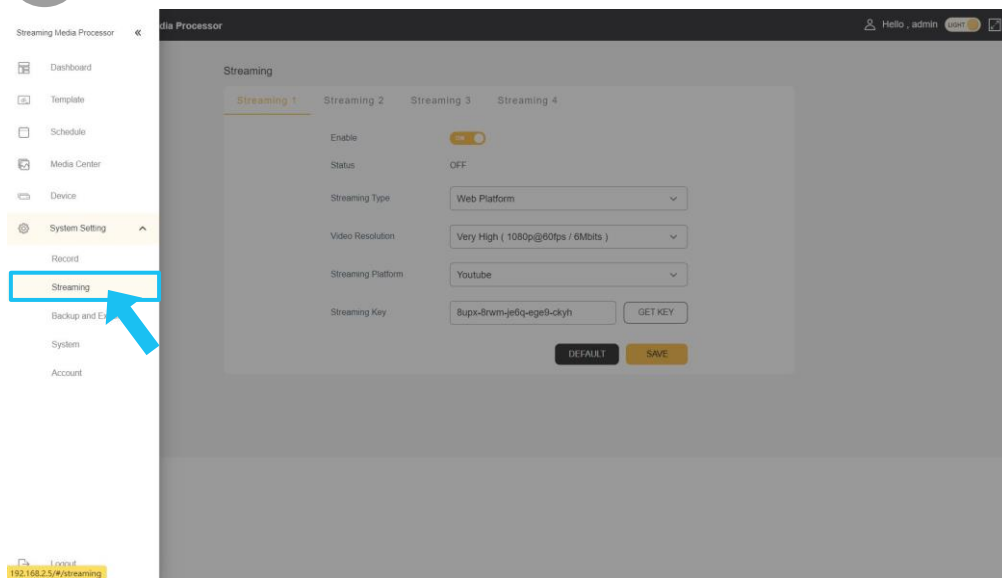 Streaming Media Processor «
dia Processor
Hello , admin LIGHT
Dashboard
Template
Schedule
Media Center
Device
System Setting
Record
Streaming
Backup and
System
Account
Logout
192.168.2.5/#/streaming
Streaming
Streaming 1 Streaming 2 Streaming 3 Streaming 4
Enable ON
Status OFF
Streaming Type Web Platform
Video Resolution Very High ( 1080p@60fps / 6Mbits )
Streaming Platform Youtube
Streaming Key 8upx-8rwm-je6q-ege9-ckyh GET KEY
DEFAULT SAVE